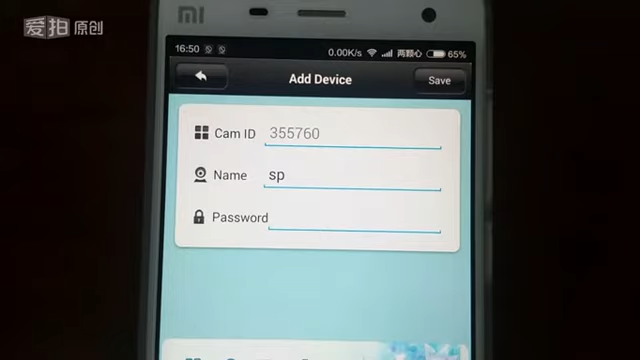 爱拍 原创
mi
16:50 0.00K/s 两颗心 65%
Add Device
Save
Cam ID 355760
Name sp
Password